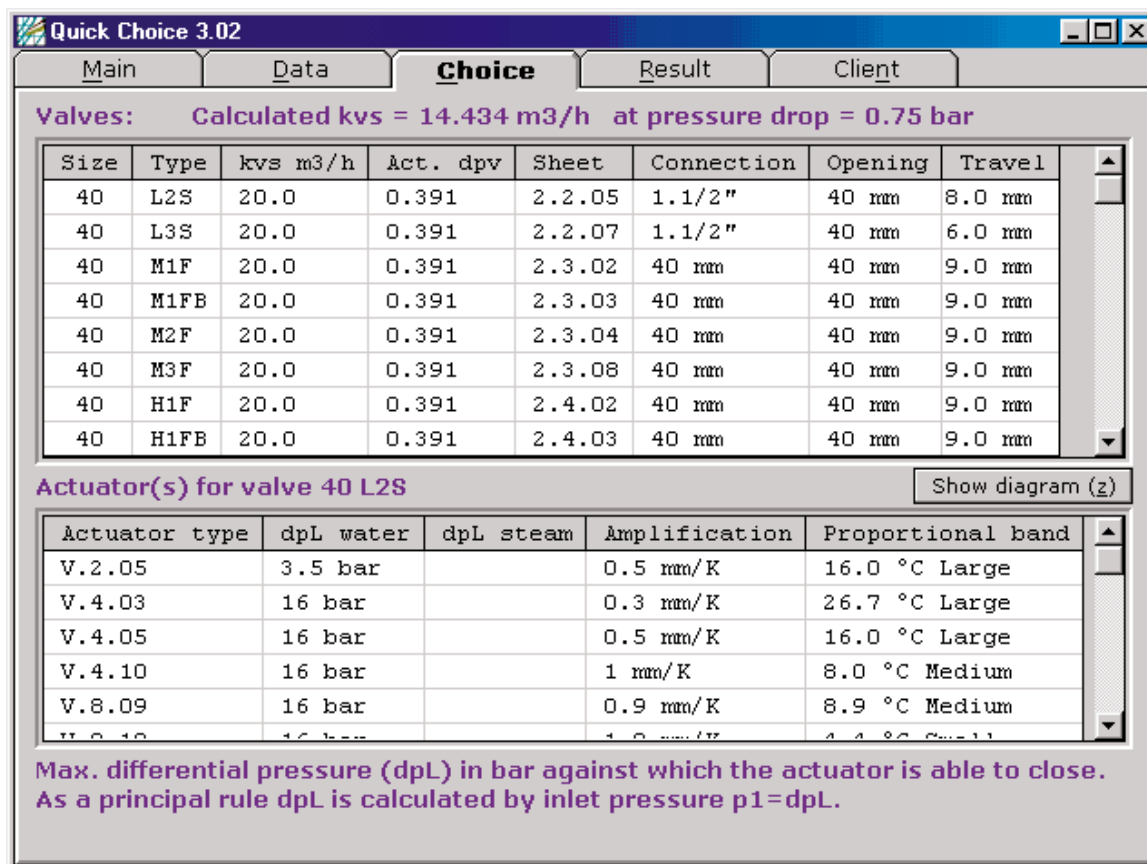 Quick Choice 3.02
Main Data Choice Result Client
Valves: Calculated kvs = 14.434 m3/h at pressure drop = 0.75 bar
Size Type kvs m3/h Act. dpv Sheet Connection Opening Travel
40 L2S 20.0 0.391 2.2.05 1.1/2" 40 mm 8.0 mm
40 L3S 20.0 0.391 2.2.07 1.1/2" 40 mm 6.0 mm
40 M1F 20.0 0.391 2.3.02 40 mm 40 mm 9.0 mm
40 M1FB 20.0 0.391 2.3.03 40 mm 40 mm 9.0 mm
40 M2F 20.0 0.391 2.3.04 40 mm 40 mm 9.0 mm
40 M3F 20.0 0.391 2.3.08 40 mm 40 mm 9.0 mm
40 H1F 20.0 0.391 2.4.02 40 mm 40 mm 9.0 mm
40 H1FB 20.0 0.391 2.4.03 40 mm 40 mm 9.0 mm
Actuator(s) for valve 40 L2S Show diagram (z)
Actuator type dpL water dpL steam Amplification Proportional band
V.2.05 3.5 bar 0.5 mm/K 16.0 °C Large
V.4.03 16 bar 0.3 mm/K 26.7 °C Large
V.4.05 16 bar 0.5 mm/K 16.0 °C Large
V.4.10 16 bar 1 mm/K 8.0 °C Medium
V.8.09 16 bar 0.9 mm/K 8.9 °C Medium
Max. differential pressure (dpL) in bar against which the actuator is able to close.
As a principal rule dpL is calculated by inlet pressure p1=dpL.